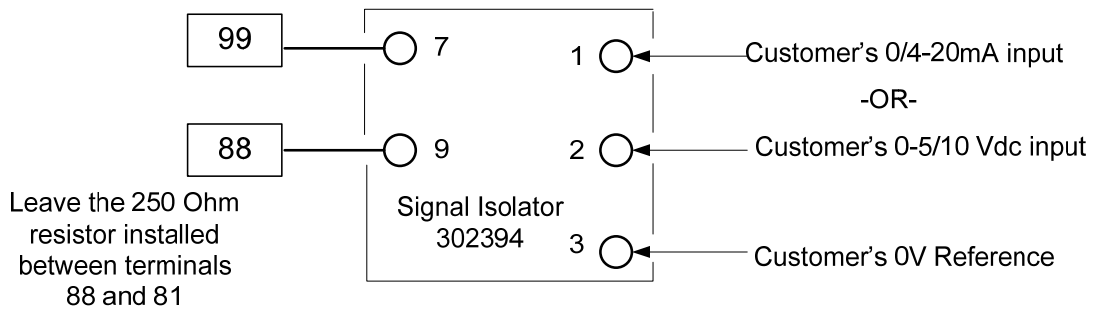 99
7
1
Customer's 0/4-20mA input
-OR-
88
9
2
Customer's 0-5/10 Vdc input
Leave the 250 Ohm
resistor installed
between terminals
88 and 81
Signal Isolator
302394
3
Customer's 0V Reference